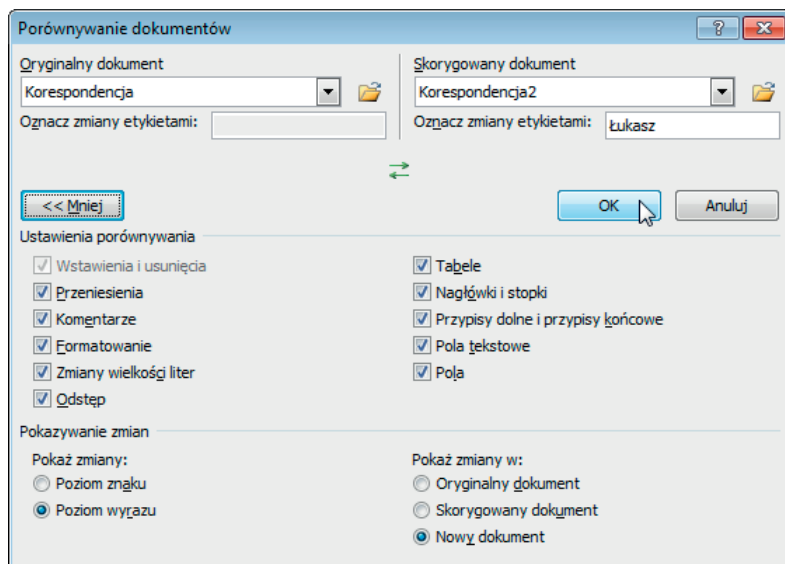 Porównywanie dokumentów
Oryginalny dokument
Korespondencja
Oznacz zmiany etykietami:
Skorygowany dokument
Korespondencja2
Oznacz zmiany etykietami: Łukasz
<< Mniej
OK
Anuluj
Ustawienia porównywania
Wstawienia i usunięcia
Przeniesienia
Komentarze
Formatowanie
Zmiany wielkości liter
Odstęp
Tabele
Nagłówki i stopki
Przypisy dolne i przypisy końcowe
Pola tekstowe
Pola
Pokazywanie zmian
Pokaż zmiany:
Poziom znaku
Poziom wyrazu
Pokaż zmiany w:
Oryginalny dokument
Skorygowany dokument
Nowy dokument